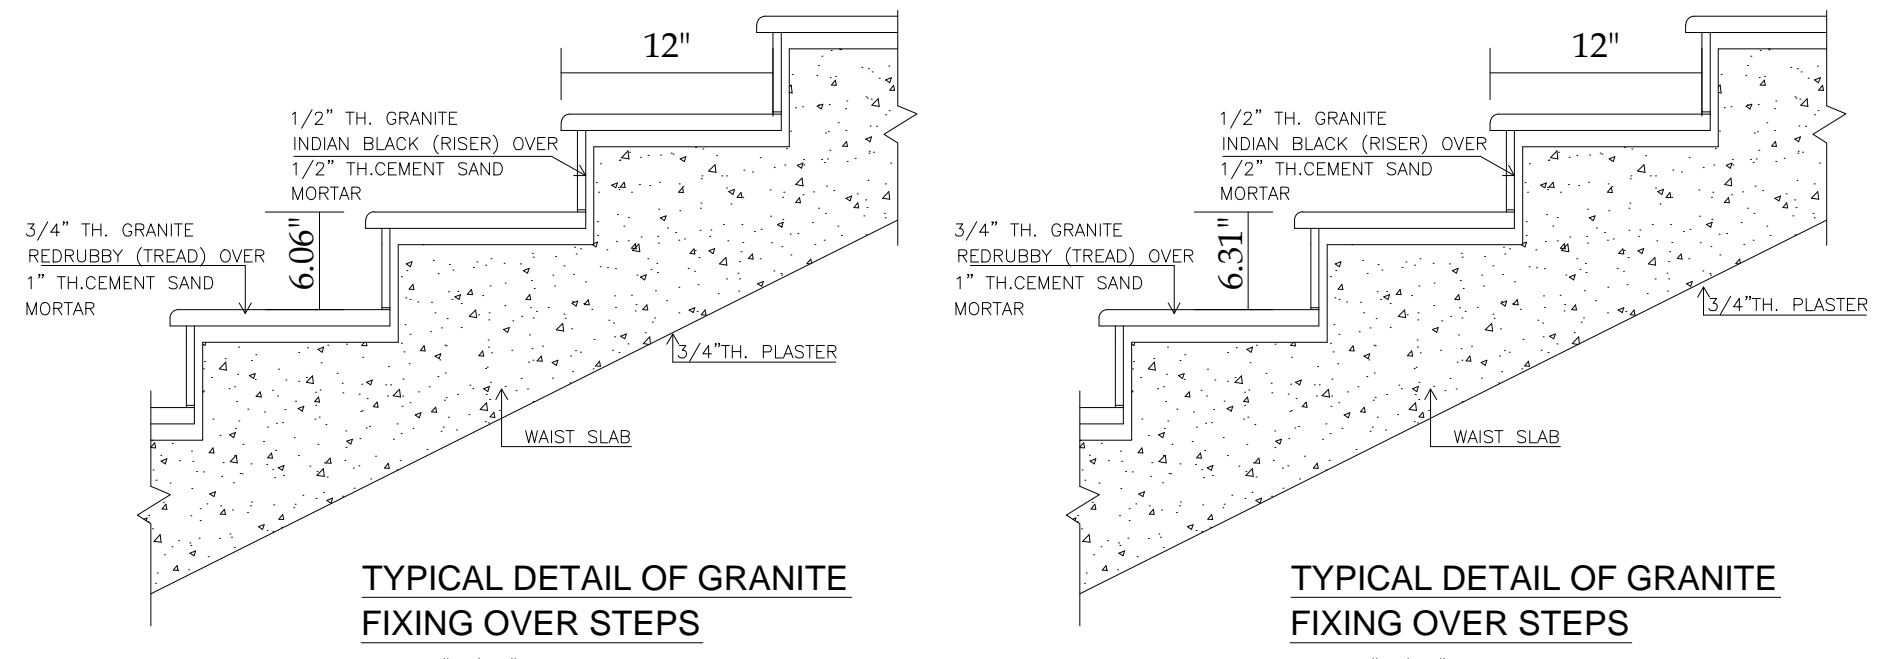 12"
1/2” TH. GRANITE
INDIAN BLACK (RISER) OVER
1/2” TH.CEMENT SAND
MORTAR
3/4” TH. GRANITE
REDRUBBY (TREAD) OVER
1” TH.CEMENT SAND
MORTAR
6.06"
3/4”TH. PLASTER
WAIST SLAB
TYPICAL DETAIL OF GRANITE
FIXING OVER STEPS
12"
1/2” TH. GRANITE
INDIAN BLACK (RISER) OVER
1/2” TH.CEMENT SAND
MORTAR
3/4” TH. GRANITE
REDRUBBY (TREAD) OVER
1” TH.CEMENT SAND
MORTAR
6.31"
3/4”TH. PLASTER
WAIST SLAB
TYPICAL DETAIL OF GRANITE
FIXING OVER STEPS